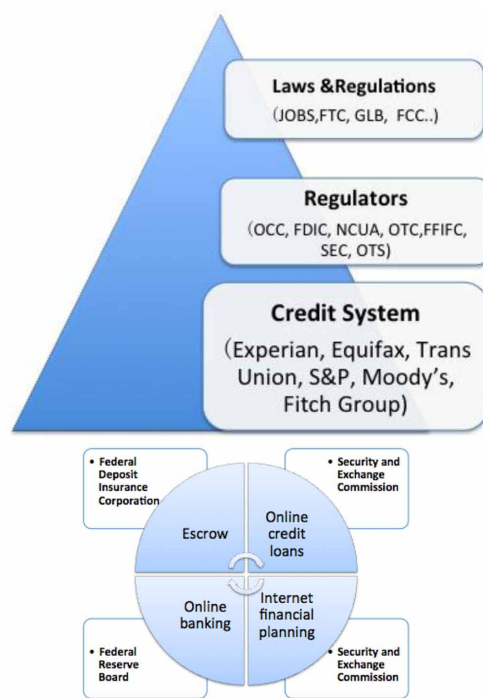 Laws &Regulations
(JOBS,FTC, GLB,  FCC..)
Regulators
(OCC, FDIC, NCUA, OTC,FFIFC,
SEC, OTS)
Credit System
(Experian, Equifax, Trans
Union, S&P, Moody's,
Fitch Group)
• Federal
Deposit
Insurance
Corporation
• Security and
Exchange
Commission
Escrow
Online
credit
loans
Online
banking
Internet
financial
planning
• Federal
Reserve
Board
• Security and
Exchange
Commission